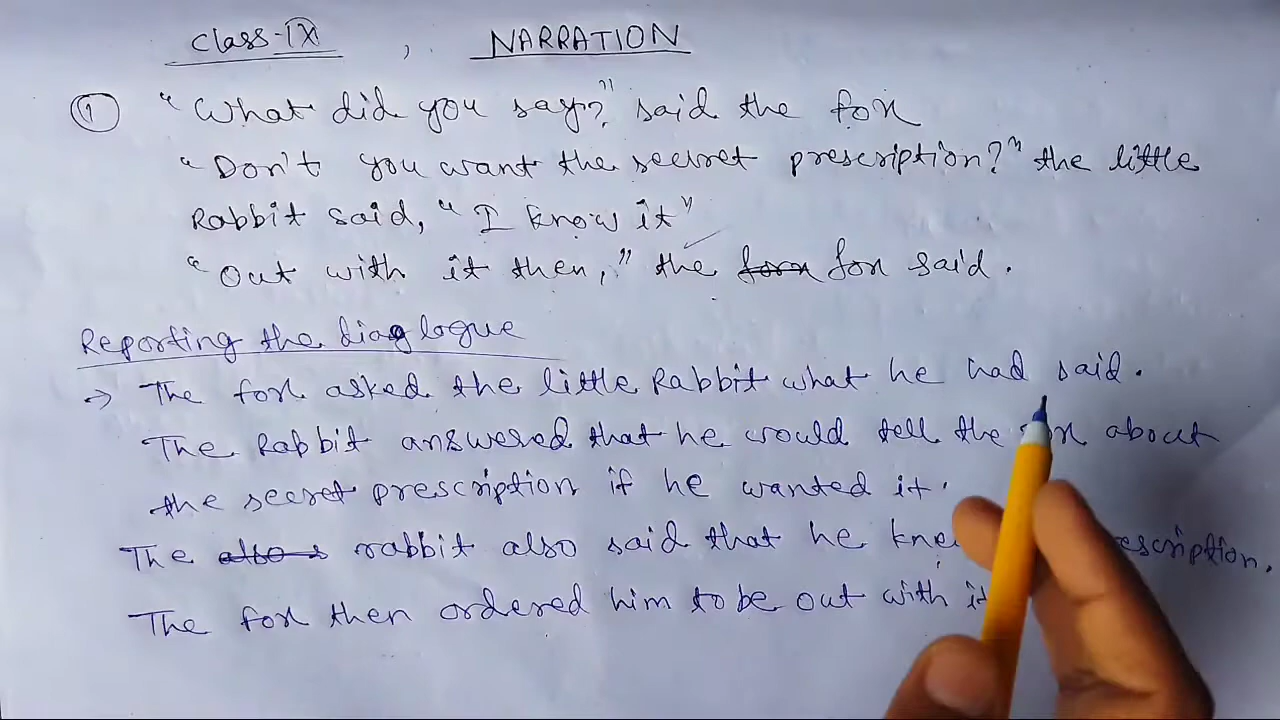 Class-IX , NARRATION
① "What did you say?" said the fox
"Don't you want the secret prescription?" the little
Rabbit said, "I know it"
"Out with it then," the fox said.
Reporting the dialogue
→ The fox asked the little Rabbit what he had said.
The Rabbit answered that he would tell the about
the secret prescription if he wanted it.
The rabbit also said that he
The fox then ordered him to be out with it